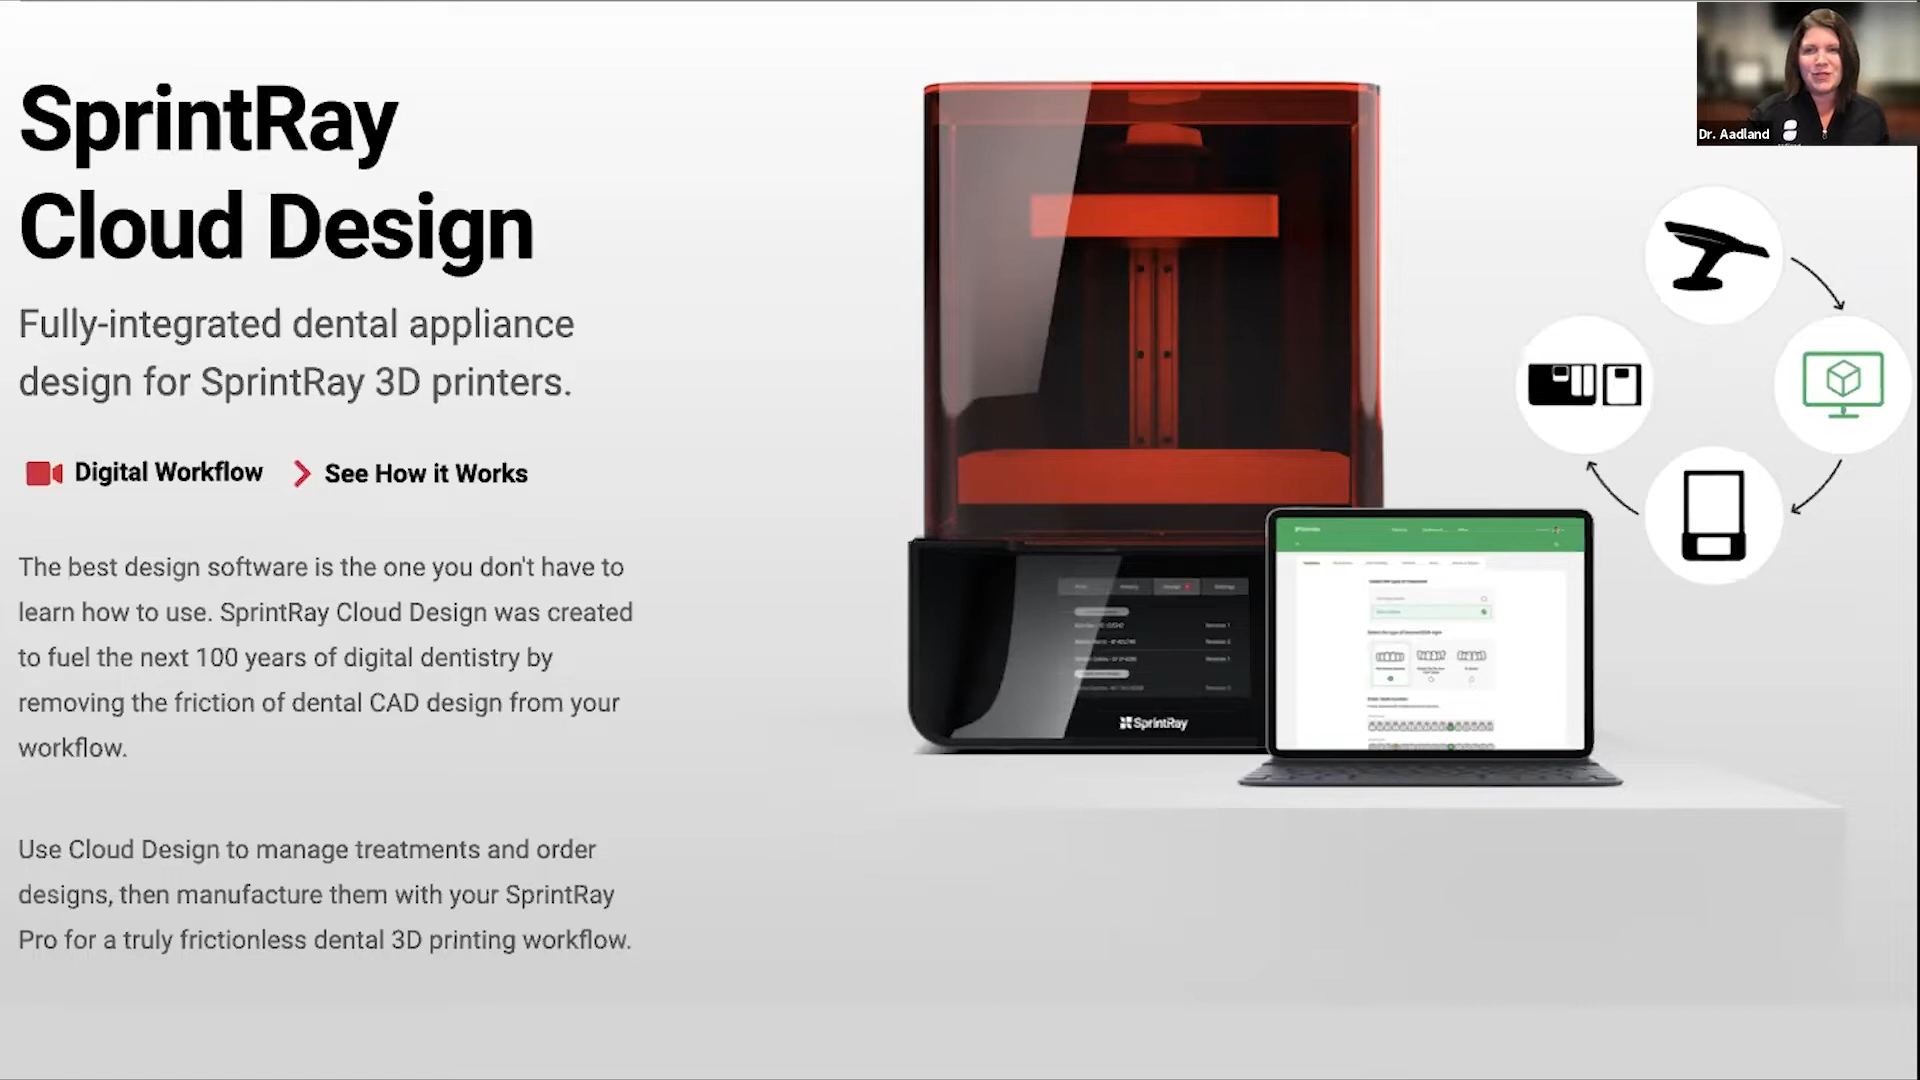 SprintRay
Cloud Design
Fully-integrated dental appliance
design for SprintRay 3D printers.
Digital Workflow
See How it Works
The best design software is the one you don't have to
learn how to use. SprintRay Cloud Design was created
to fuel the next 100 years of digital dentistry by
removing the friction of dental CAD design from your
workflow.
Use Cloud Design to manage treatments and order
designs, then manufacture them with your SprintRay
Pro for a truly frictionless dental 3D printing workflow.
SprintRay
Dr. Aadland